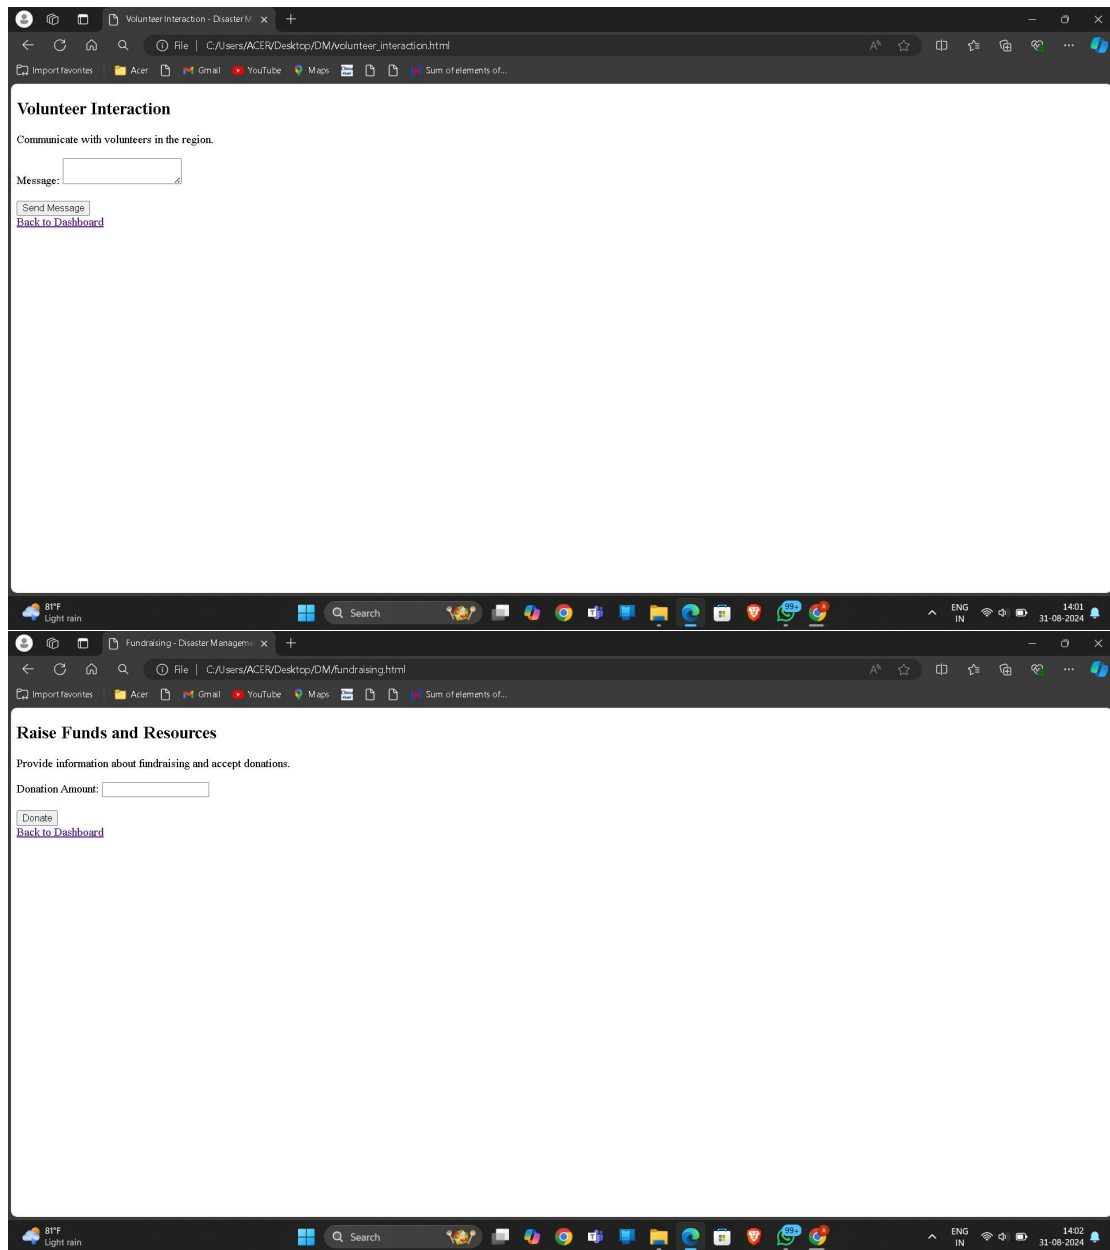 Volunteer Interaction - Disaster M
File | C:/Users/ACER/Desktop/DM/volunteer_interaction.html
Import favorites Acer Gmail YouTube Maps Sum of elements of...
Volunteer Interaction
Communicate with volunteers in the region.
Message:
Send Message
Back to Dashboard
81°F
Light rain
Search
99+
ENG
IN
14:01
31-08-2024
Fundraising - Disaster Manageme
File | C:/Users/ACER/Desktop/DM/fundraising.html
Import favorites Acer Gmail YouTube Maps Sum of elements of...
Raise Funds and Resources
Provide information about fundraising and accept donations.
Donation Amount:
Donate
Back to Dashboard
81°F
Light rain
Search
99+
ENG
IN
14:02
31-08-2024